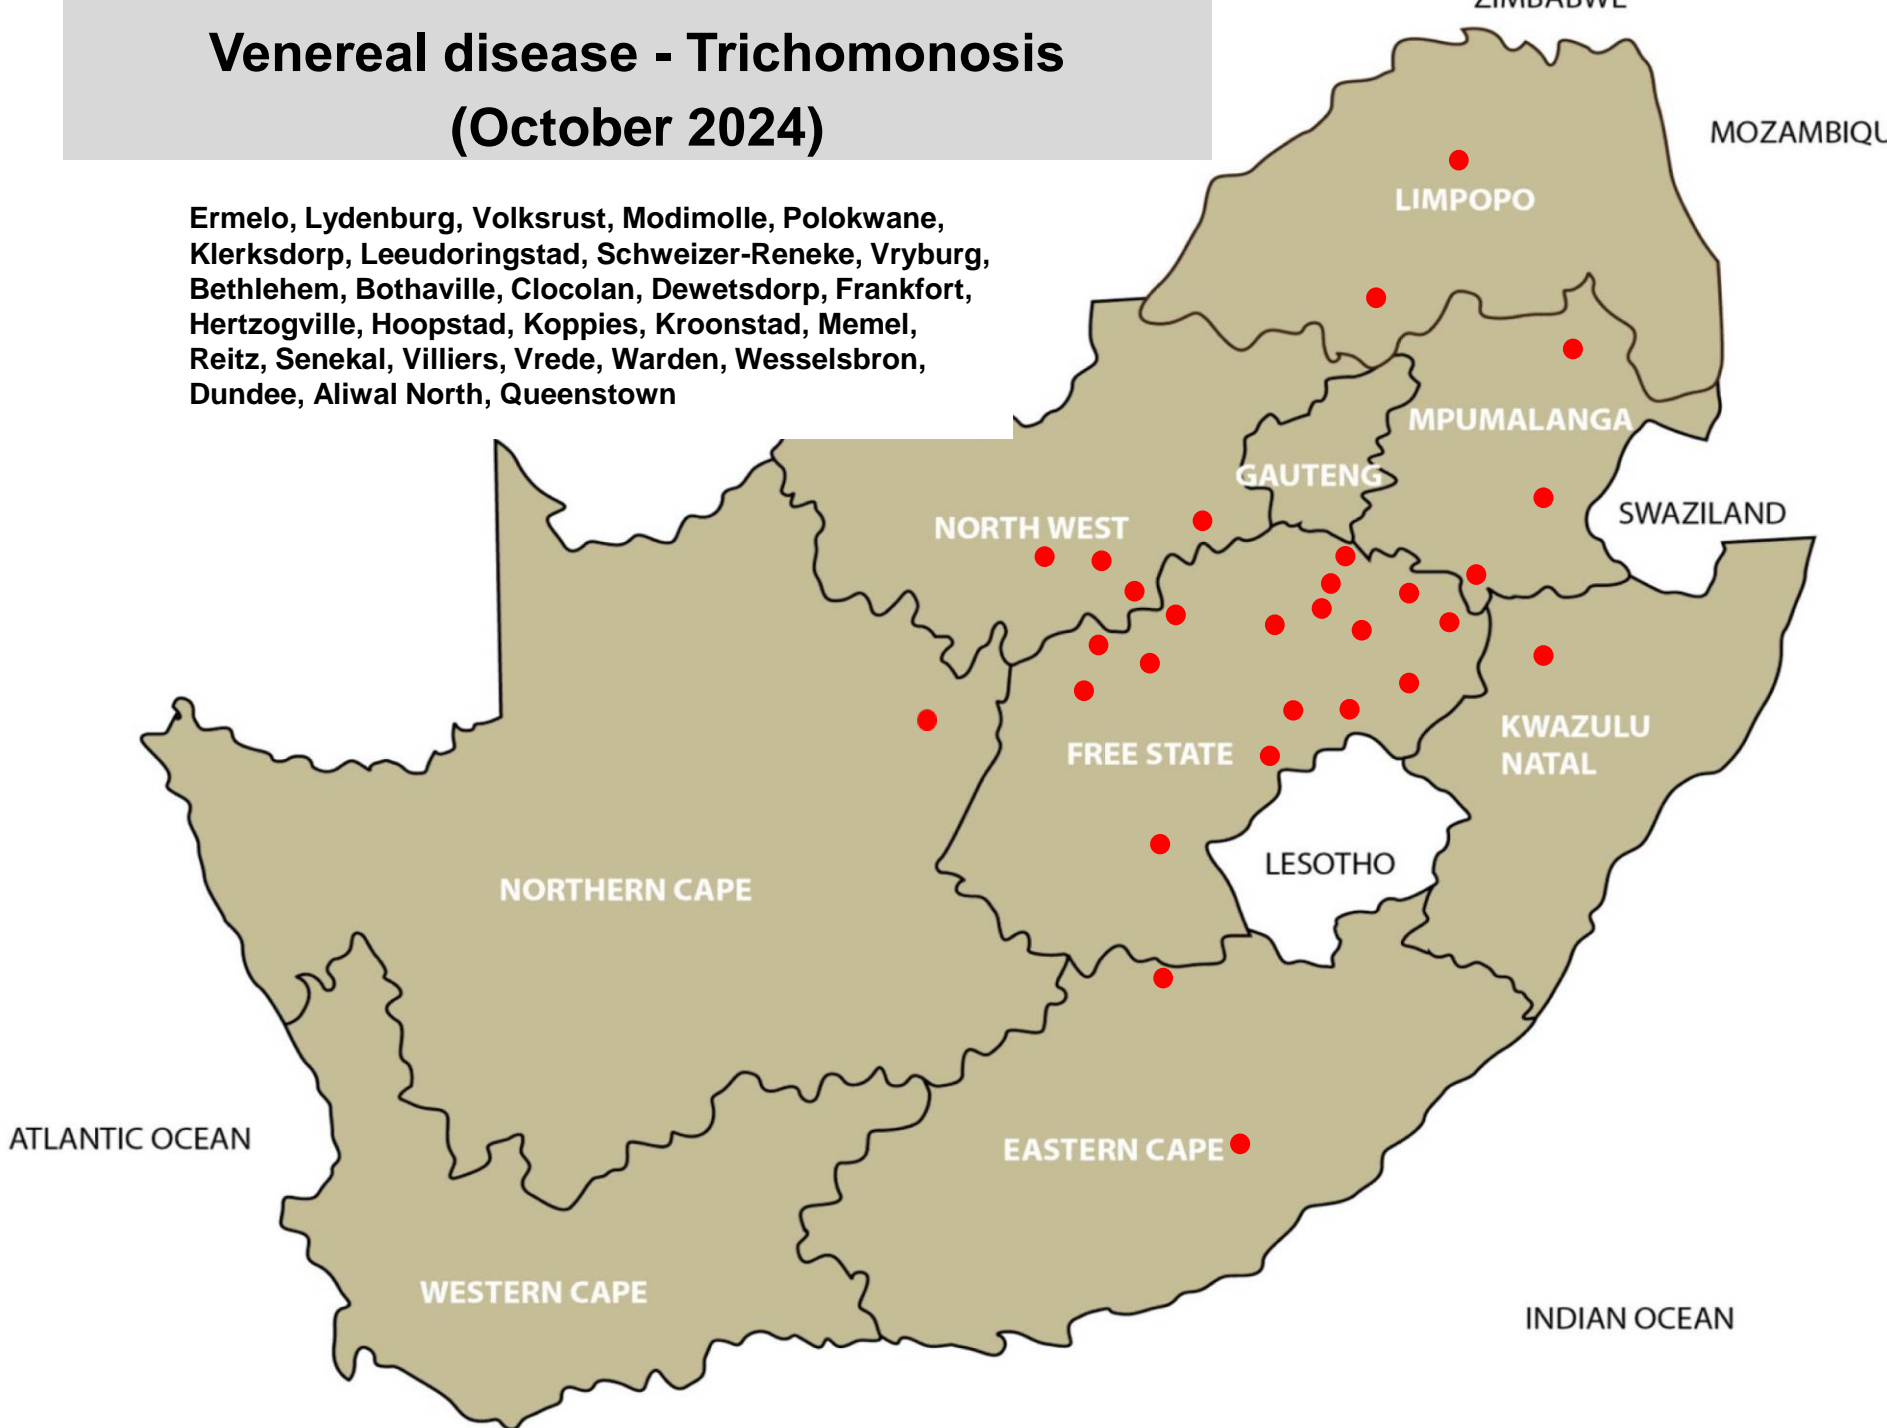 ZIMBABWE
Venereal disease - Trichomonosis
(October 2024)
MOZAMBIQU
Ermelo, Lydenburg, Volksrust, Modimolle, Polokwane,
Klerksdorp, Leeudoringstad, Schweizer-Reneke, Vryburg,
Bethlehem, Bothaville, Clocolan, Dewetsdorp, Frankfort,
Hertzogville, Hoopstad, Koppies, Kroonstad, Memel,
Reitz, Senekal, Villiers, Vrede, Warden, Wesselsbron,
Dundee, Aliwal North, Queenstown
LIMPOPO
MPUMALANGA
GAUTENG
NORTH WEST
SWAZILAND
KWAZULU
NATAL
FREE STATE
LESOTHO
NORTHERN CAPE
ATLANTIC OCEAN
EASTERN CAPE
WESTERN CAPE
INDIAN OCEAN